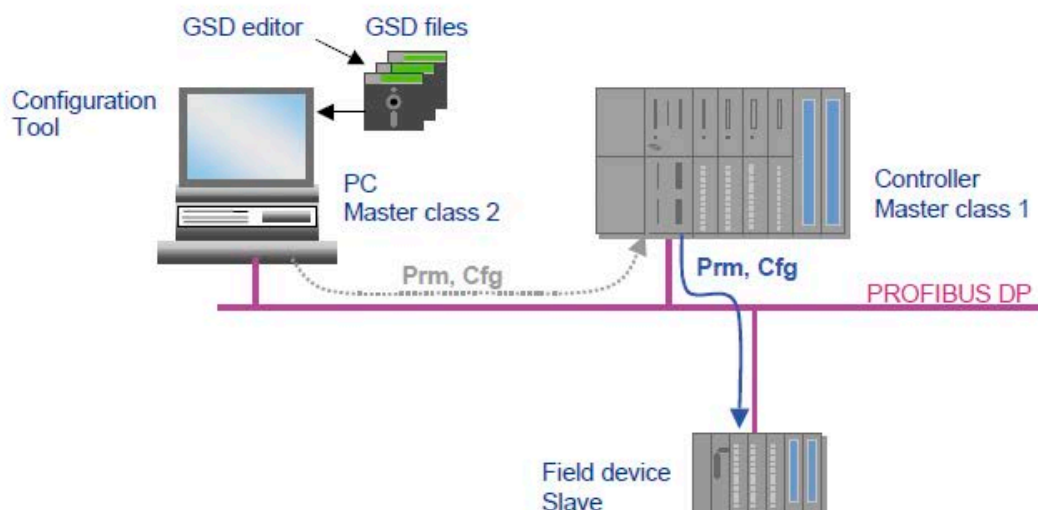 GSD editor
GSD files
Configuration
Tool
PC
Master class 2
Controller
Master class 1
Prm, Cfg
Prm, Cfg
PROFIBUS DP
Field device
Slave